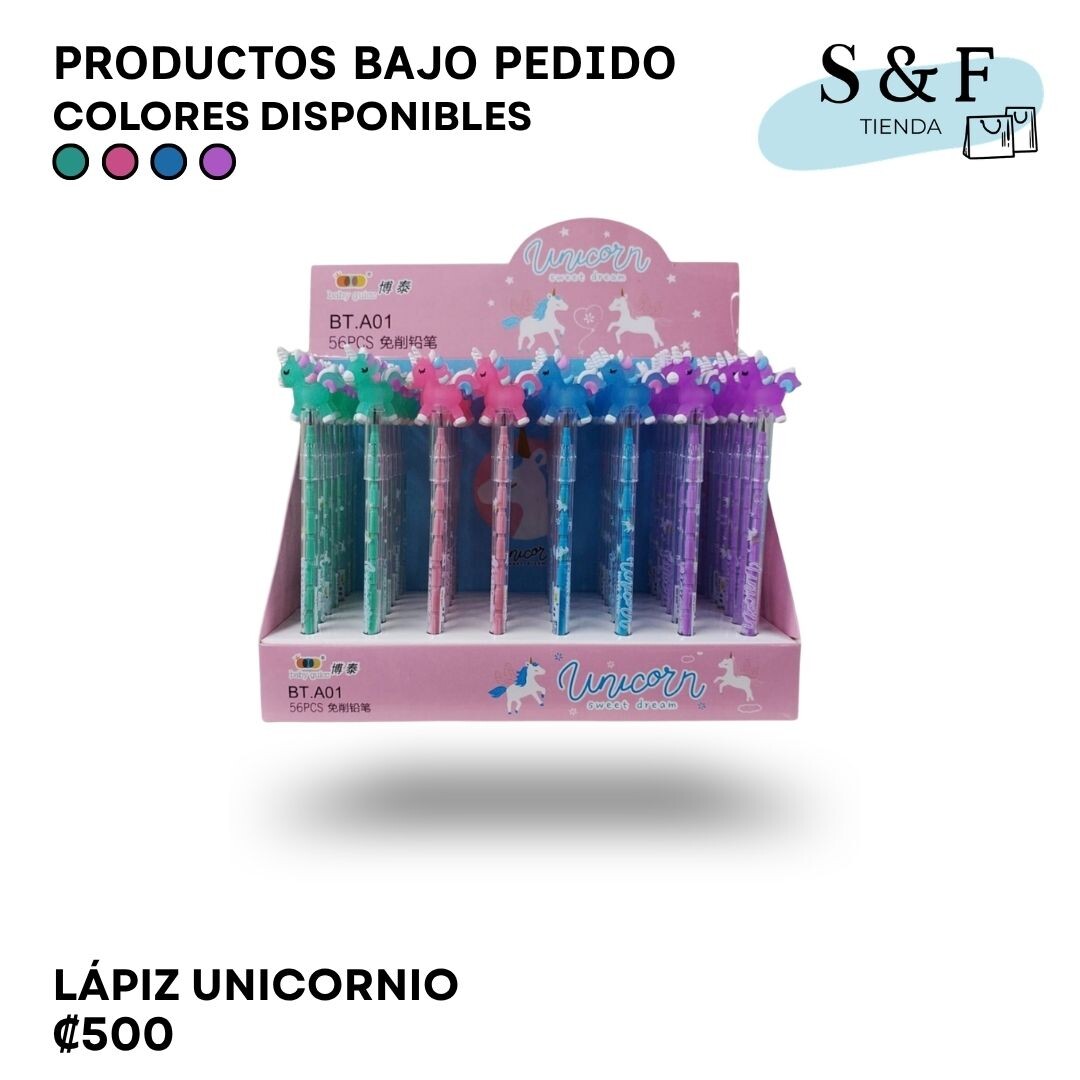 PRODUCTOS BAJO PEDIDO
COLORES DISPONIBLES
S & F
TIENDA
Unicorn
sweet dream
博泰
BT.A01
56PCS 免削铅笔
博泰
BT.A01
56PCS 免削铅笔
Unicorn
sweet dream
LÁPIZ UNICORNIO
₡500